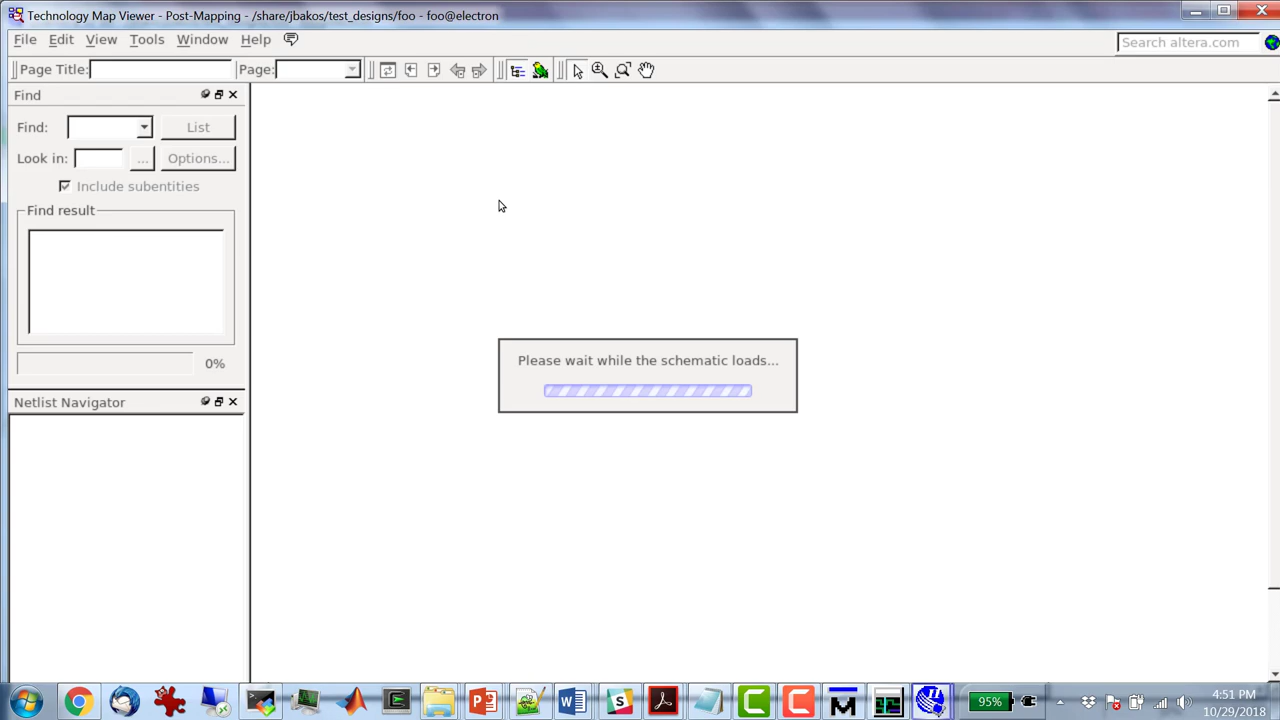 Technology Map Viewer - Post-Mapping - /share/jbakos/test_designs/foo - foo@electron
File Edit View Tools Window Help
Search altera.com
Page Title: Page:
Find
Find: List
Look in: ... Options...
Include subentities
Find result
0%
Please wait while the schematic loads...
Netlist Navigator
95%
4:51 PM
10/29/2018